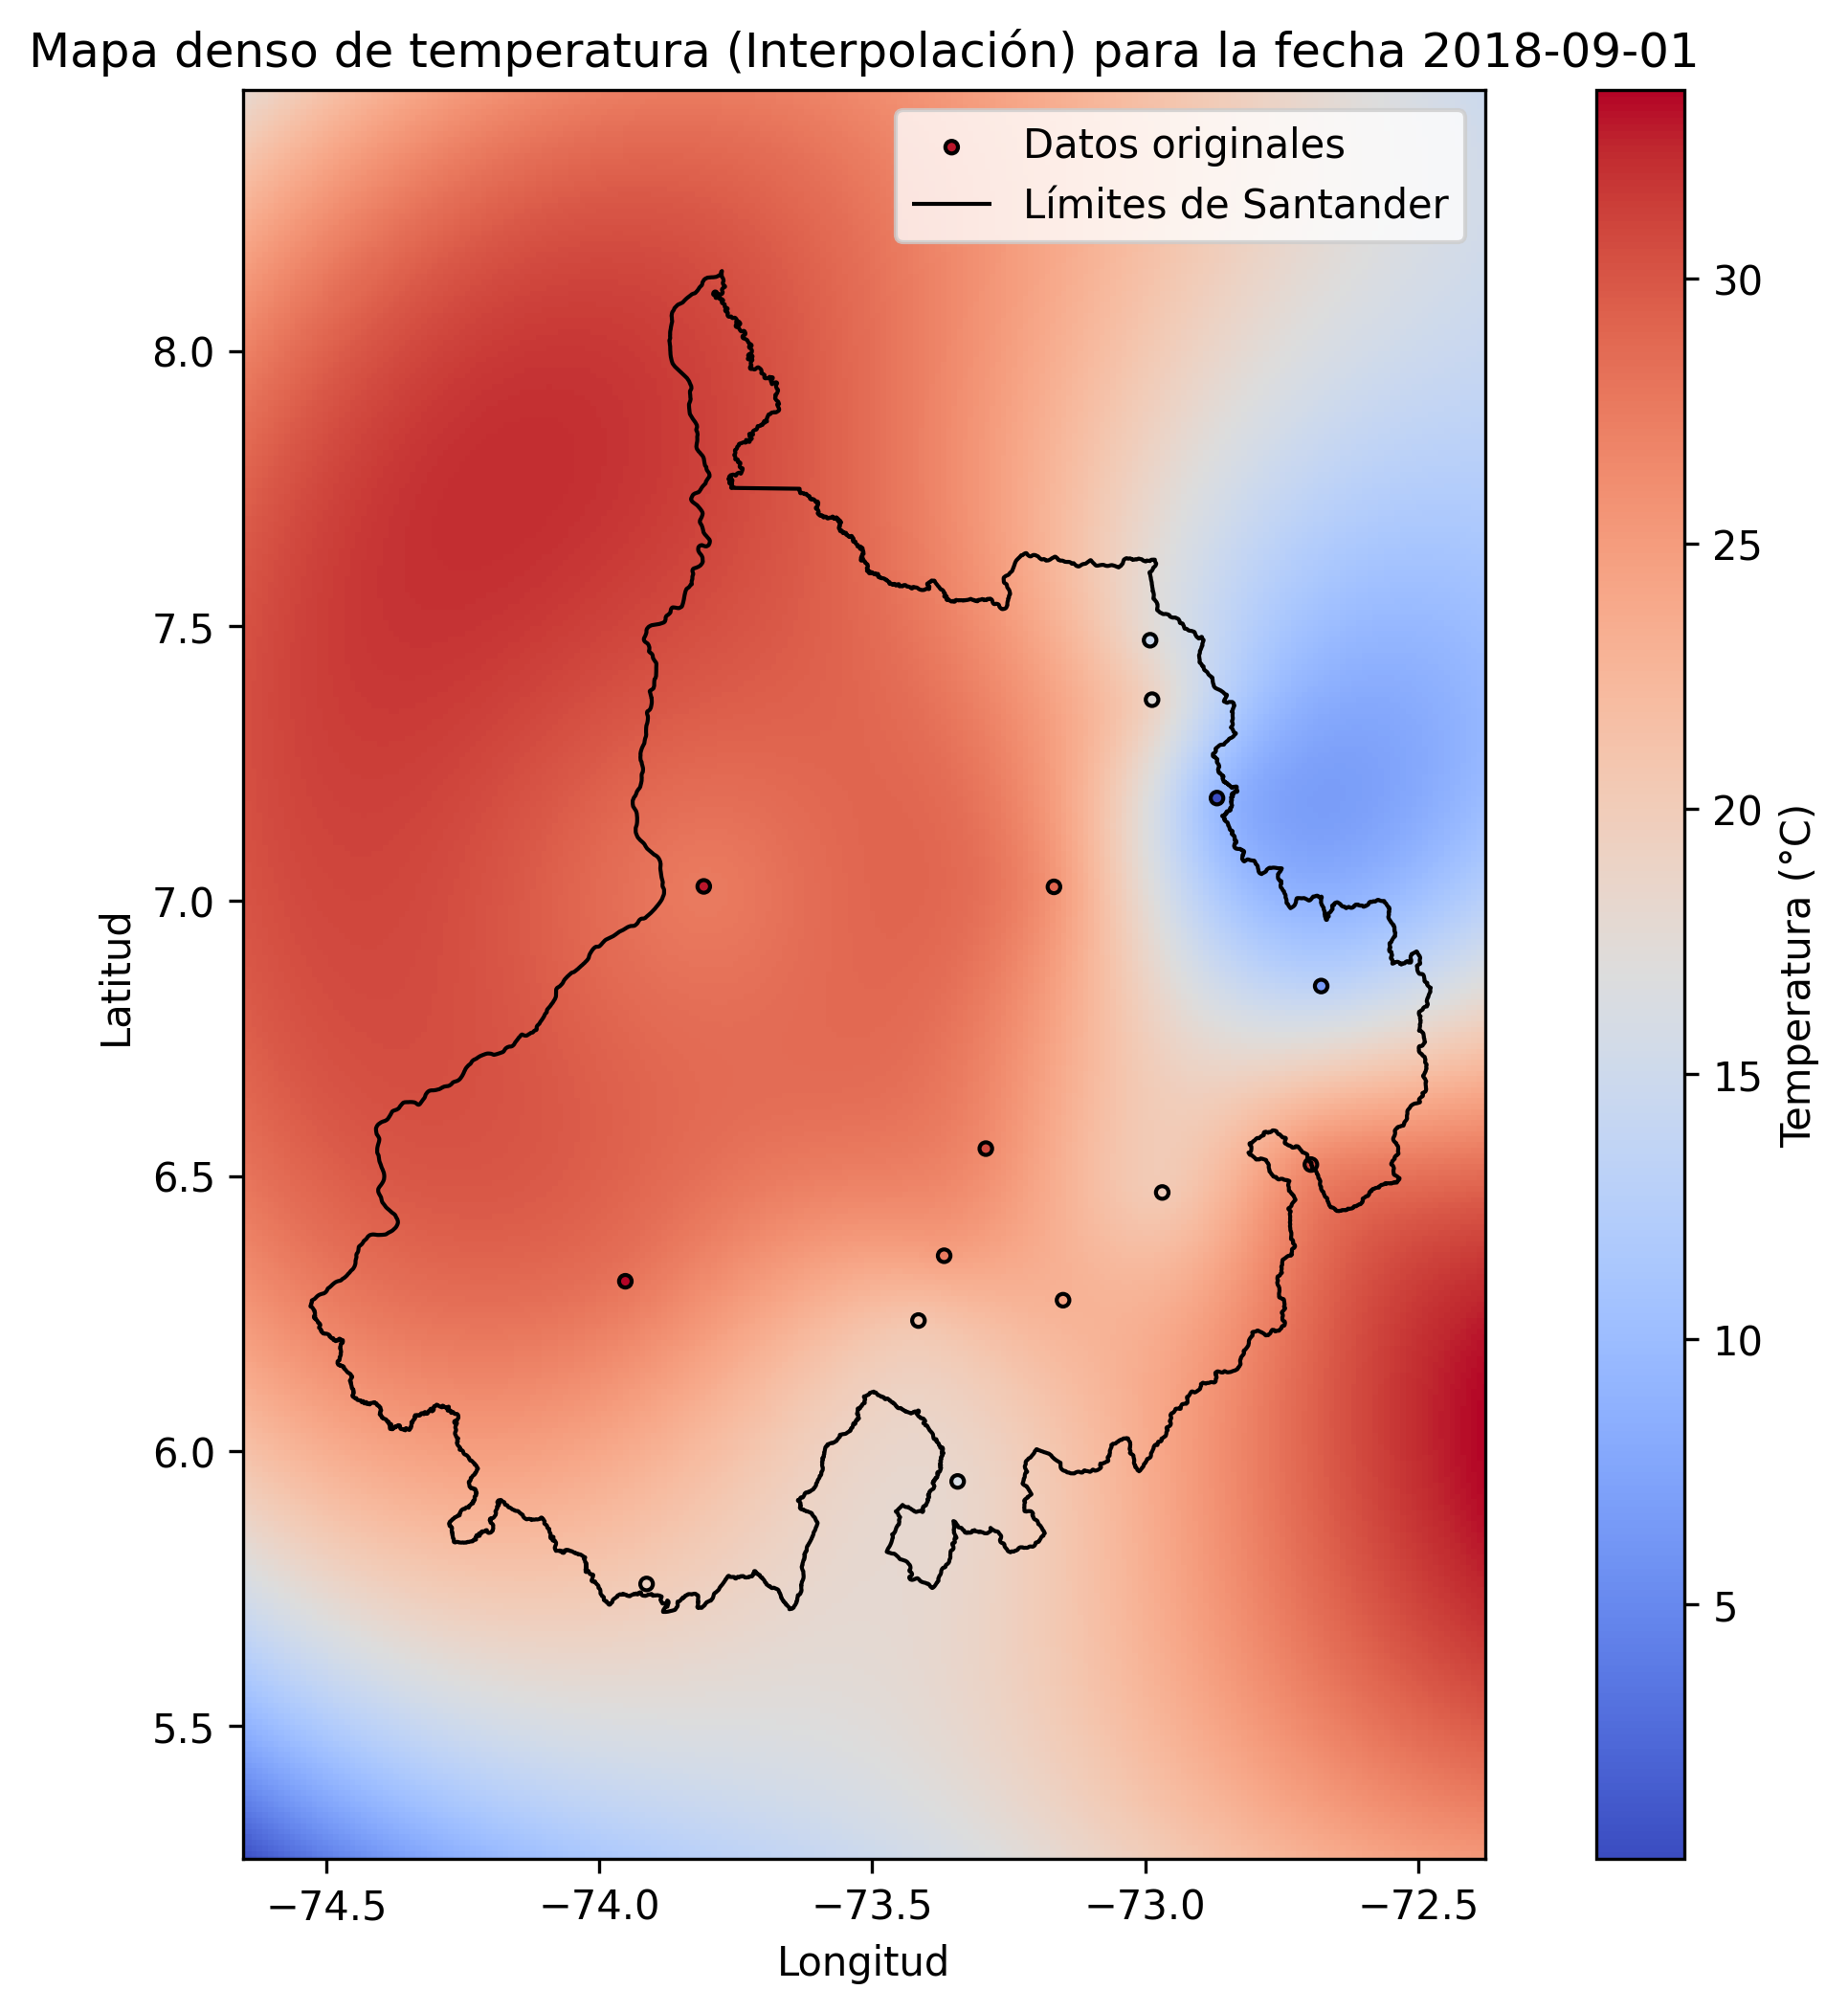 Mapa denso de temperatura (Interpolación) para la fecha 2018-09-01
Datos originales
Límites de Santander
8.0
7.5
7.0
6.5
6.0
5.5
Latitud
−74.5
−74.0
−73.5
−73.0
−72.5
Longitud
30
25
20
15
10
5
Temperatura (°C)